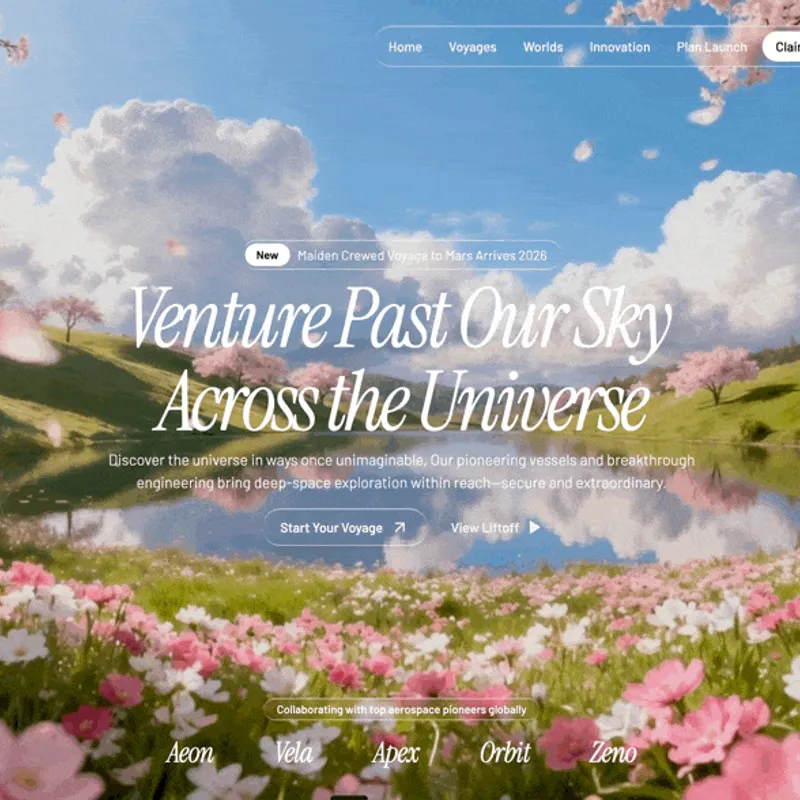 Home Voyages Worlds Innovation Plan Launch
New Maiden Crewed Voyage to Mars Arrives 2026
Venture Past Our Sky
Across the Universe
Discover the universe in ways once unimaginable. Our pioneering vessels and breakthrough
engineering bring deep-space exploration within reach—secure and extraordinary.
Start Your Voyage View Liftoff
Collaborating with top aerospace pioneers globally
Aeon Vela Apex Orbit Zeno